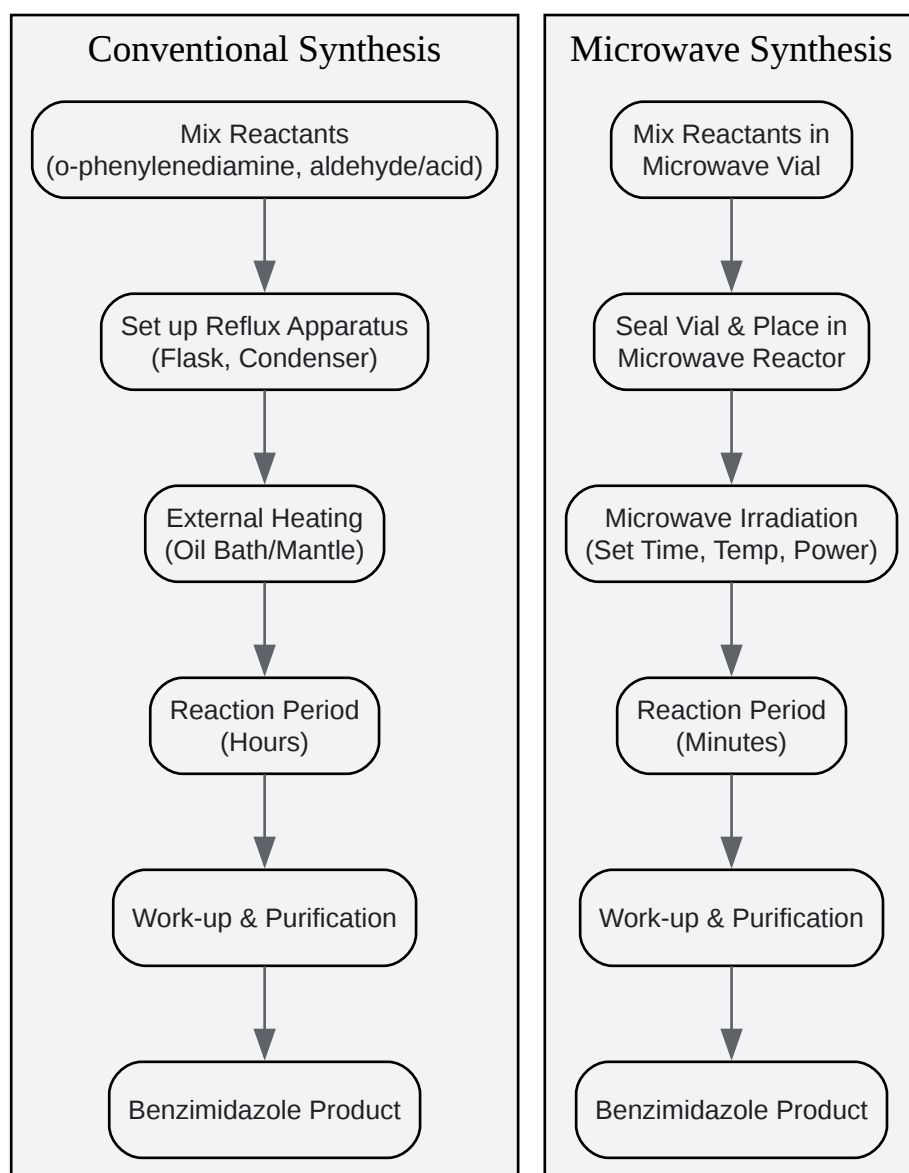 Conventional Synthesis
Mix Reactants
(o-phenylenediamine, aldehyde/acid)
Set up Reflux Apparatus
(Flask, Condenser)
External Heating
(Oil Bath/Mantle)
Reaction Period
(Hours)
Work-up & Purification
Benzimidazole Product
Microwave Synthesis
Mix Reactants in
Microwave Vial
Seal Vial & Place in
Microwave Reactor
Microwave Irradiation
(Set Time, Temp, Power)
Reaction Period
(Minutes)
Work-up & Purification
Benzimidazole Product